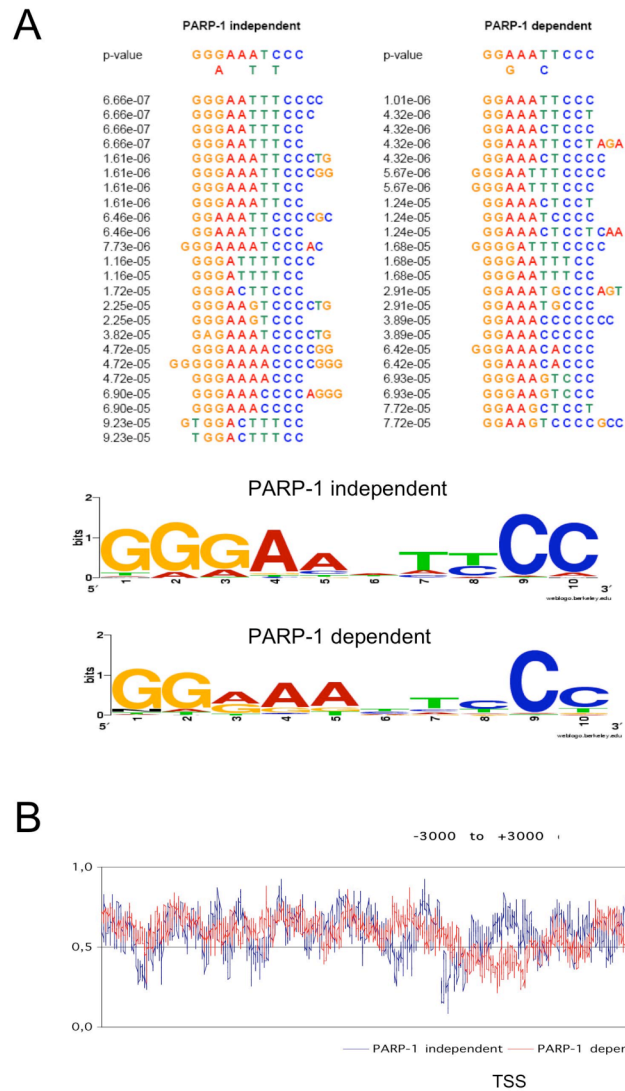 A
PARP-1 independent PARP-1 dependent
p-value GGGAAATCCC p-value GGAAATTCCC
A T T G C
6.66e-07 GGGAATTTCCCC 1.01e-06 GGAAATTCCC
6.66e-07 GGGAATTTCCC 4.32e-06 GGAAATTCCT
6.66e-07 GGGAATTTCC 4.32e-06 GGAAACTCCC
6.66e-07 GGGAATTTCC 4.32e-06 GGAAATTCCTAGA
1.61e-06 GGGAAATTCCCTG 4.32e-06 GGAAACTCCCC
1.61e-06 GGGAAATTCCCGG 5.67e-06 GGGAAATTTCCC
1.61e-06 GGGAAATTCC 5.67e-06 GGGAATTTCCC
1.61e-06 GGGAAATTCC 1.24e-05 GGAAACTCCT
6.46e-06 GGAAATTCCCCGC 1.24e-05 GGAAATCCCC
6.46e-06 GGAAATTCCC 1.24e-05 GGAAACTCCTCAA
7.73e-06 GGGAAAATCCCAC 1.68e-05 GGGGATTTCCCC
1.16e-05 GGGATTTTCCC 1.68e-05 GGGAATTTCC
1.16e-05 GGGATTTTCC 1.68e-05 GGGAATTTCC
1.72e-05 GGGACTTCCC 2.91e-05 GGAAATGCCCAGT
2.25e-05 GGGAAGTCCCCTG 2.91e-05 GGAAATGCCC
2.25e-05 GGGAAGTCCC 3.89e-05 GGAAACCCCCCC
3.82e-05 GAGAAATCCCCTG 3.89e-05 GGAAACCCCC
4.72e-05 GGGAAAACCCCGG 6.42e-05 GGGAAACACCC
4.72e-05 GGGGGAAAACCCCGGG 6.42e-05 GGAAACACCC
4.72e-05 GGGAAAACCC 6.93e-05 GGGAAGTCCC
6.90e-05 GGGAAACCCCAGGG 6.93e-05 GGGAAGTCCC
6.90e-05 GGGAAACCCC 7.72e-05 GGAAGCTCCT
9.23e-05 GTGGACTTTCC 7.72e-05 GGAAGTCCCCGCC
9.23e-05 TGGACTTTCC
PARP-1 independent
2
1
0
bits
GGGAA TTCC
5′ 1 2 3 4 5 6 7 8 9 10 3′
weblogo.berkeley.edu
PARP-1 dependent
2
1
0
bits
GGAAA TCCC
5′ 1 2 3 4 5 6 7 8 9 10 3′
weblogo.berkeley.edu
B
-3000 to +3000
1,0
0,5
0,0
PARP-1 independent PARP-1 deper
TSS